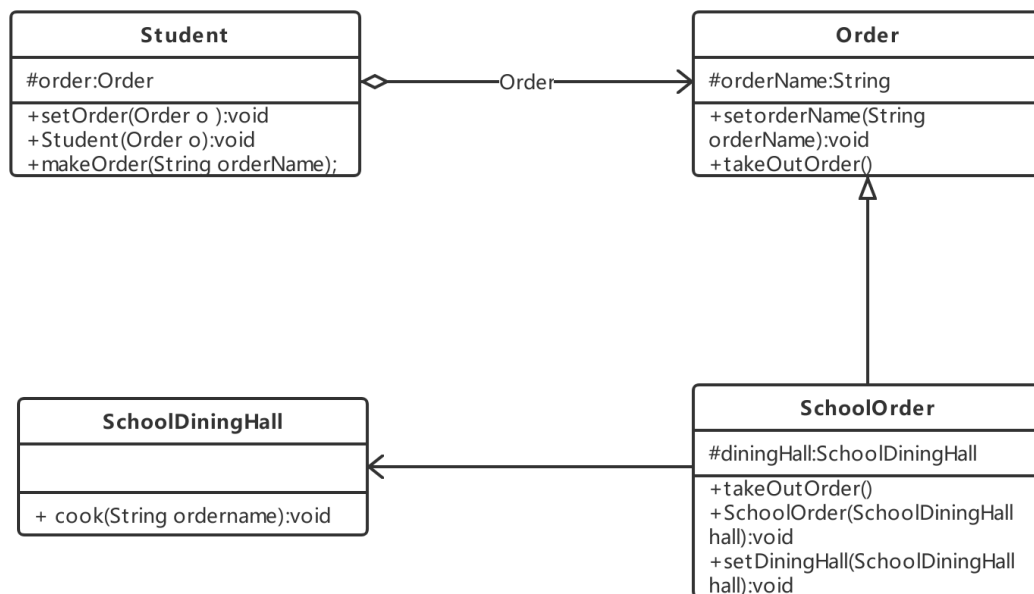 Student
#order:Order
+setOrder(Order o ):void
+Student(Order o):void
+makeOrder(String orderName);
Order
Order
#orderName:String
+setorderName(String
orderName):void
+takeOutOrder()
SchoolDiningHall
+ cook(String ordername):void
SchoolOrder
#diningHall:SchoolDiningHall
+takeOutOrder()
+SchoolOrder(SchoolDiningHall
hall):void
+setDiningHall(SchoolDiningHall
hall):void